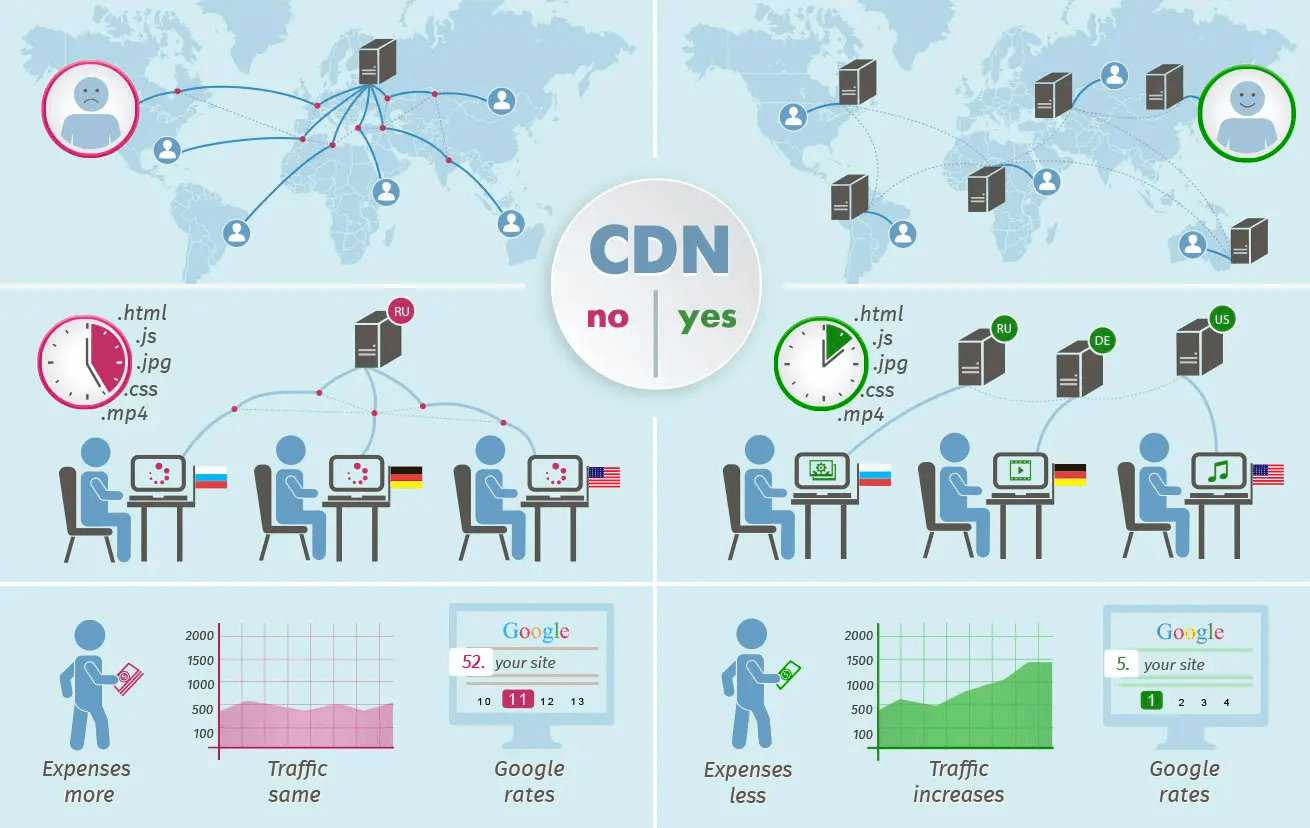 CDN
no
yes
.html
.js
.jpg
.css
.mp4
RU
.html
.js
.jpg
.css
.mp4
RU
DE
US
2000
1500
1000
500
100
Google
52. your site
10 11 12 13
Expenses
more
Traffic
same
Google
rates
2000
1500
1000
500
100
Google
5. your site
1 2 3 4
Expenses
less
Traffic
increases
Google
rates